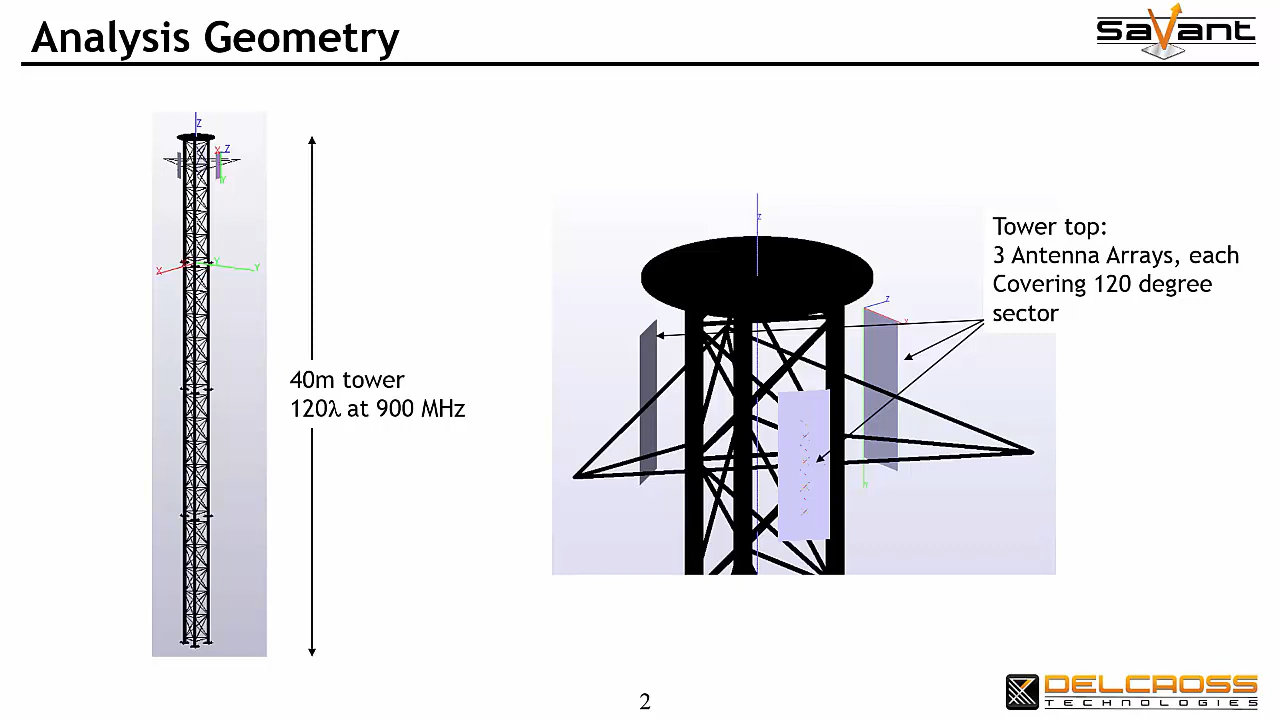 Analysis Geometry
SaVant
Z
X
Z
Y
X
Y
Y
40m tower
120λ at 900 MHz
Tower top:
3 Antenna Arrays, each
Covering 120 degree
sector
Z
Z
X
Y
2
DELCROSS
TECHNOLOGIES